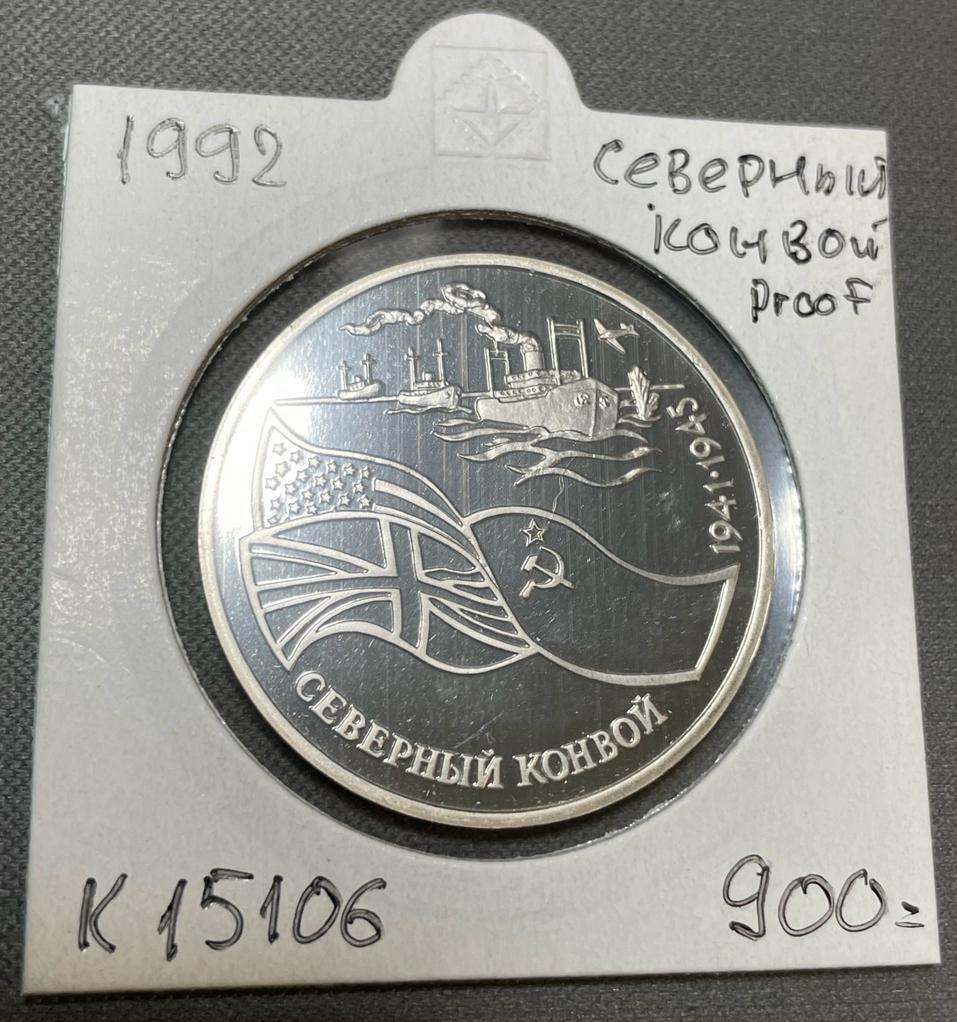 1992
Северный
конвой
Proof
1941·1945
СЕВЕРНЫЙ КОНВОЙ
К 15106
900=